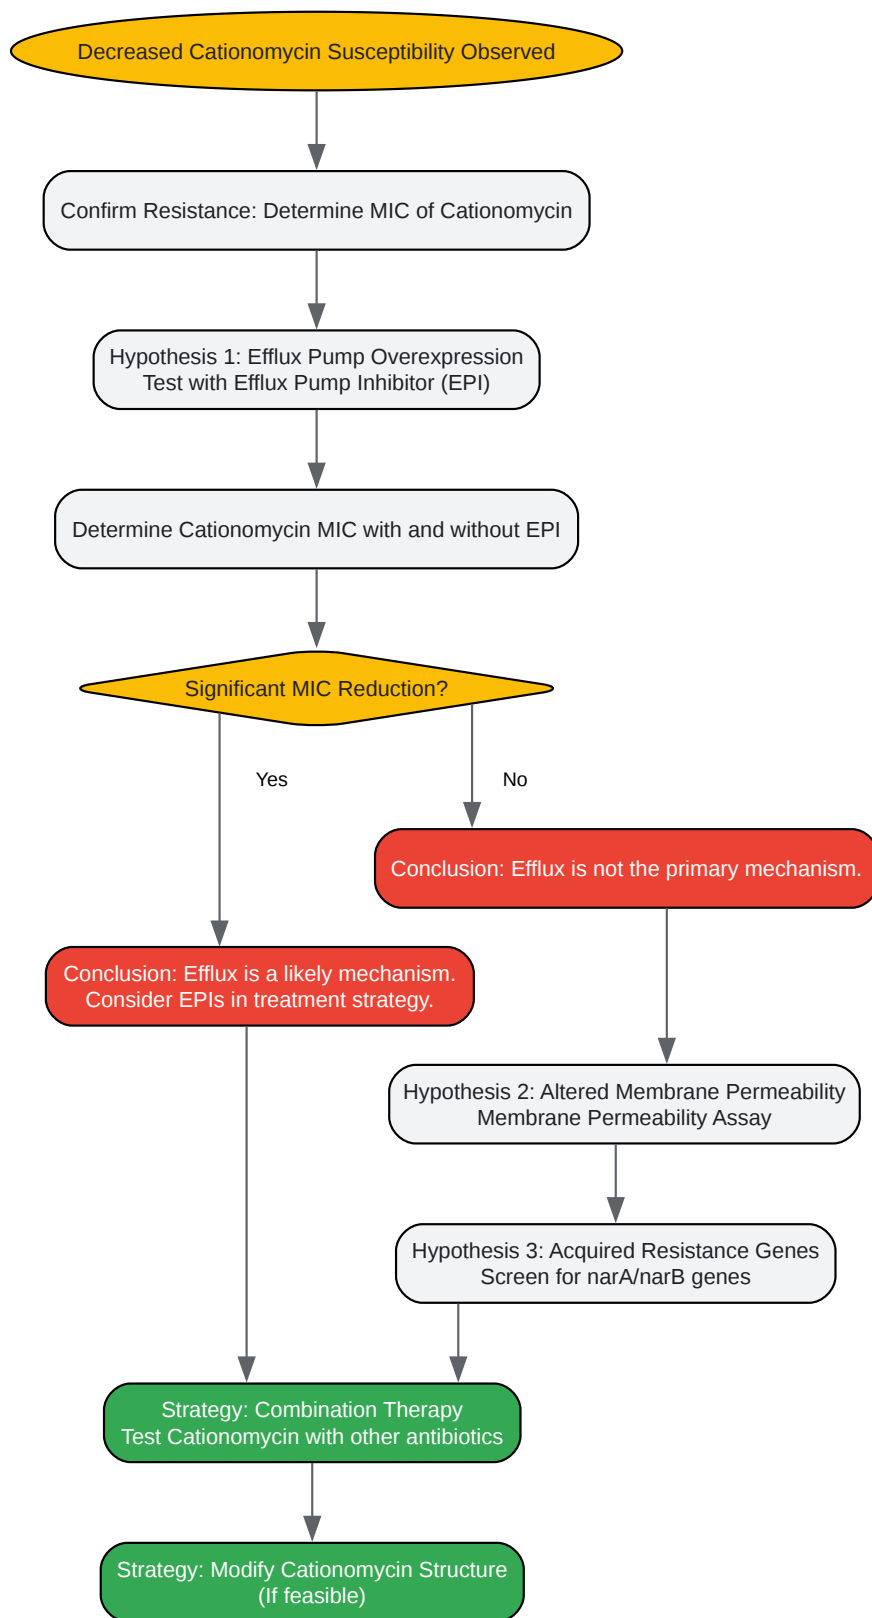 Decreased Cationomycin Susceptibility Observed
Confirm Resistance: Determine MIC of Cationomycin
Hypothesis 1: Efflux Pump Overexpression
Test with Efflux Pump Inhibitor (EPI)
Determine Cationomycin MIC with and without EPI
Significant MIC Reduction?
Yes
No
Conclusion: Efflux is not the primary mechanism.
Conclusion: Efflux is a likely mechanism.
Consider EPIs in treatment strategy.
Hypothesis 2: Altered Membrane Permeability
Membrane Permeability Assay
Hypothesis 3: Acquired Resistance Genes
Screen for narA/narB genes
Strategy: Combination Therapy
Test Cationomycin with other antibiotics
Strategy: Modify Cationomycin Structure
(If feasible)